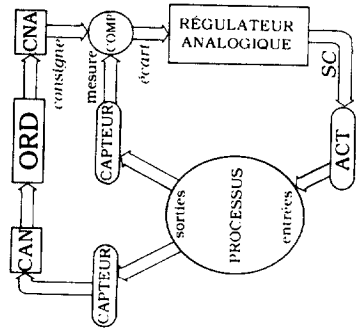 CNA
consigne
COMP
RÉGULATEUR
ANALOGIQUE
mesure
écart
SC
ORD
CAPTEUR
ACT
CAN
CAPTEUR
sorties
PROCESSUS
entrées